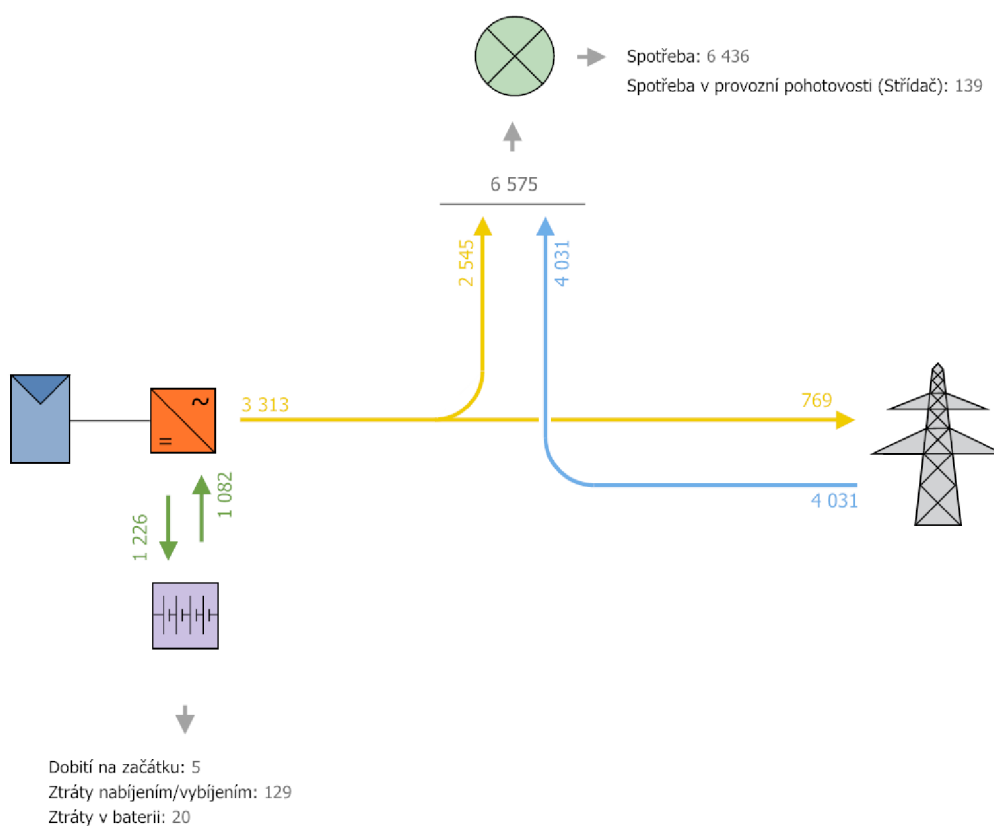 Spotřeba: 6 436
Spotřeba v provozní pohotovosti (Střídač): 139
6 575
2 545
4 031
3 313
769
4 031
1 226
1 082
Dobití na začátku: 5
Ztráty nabíjením/vybíjením: 129
Ztráty v baterii: 20